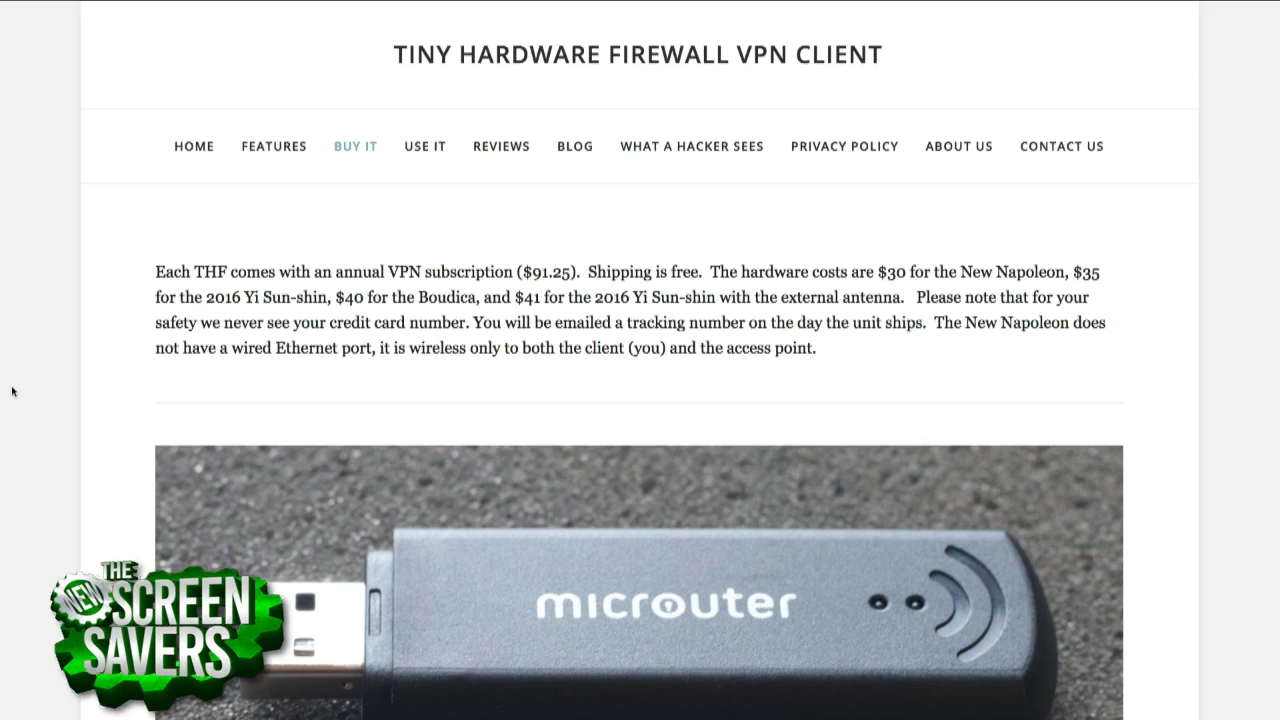 TINY HARDWARE FIREWALL VPN CLIENT
HOME FEATURES BUY IT USE IT REVIEWS BLOG WHAT A HACKER SEES PRIVACY POLICY ABOUT US CONTACT US
Each THF comes with an annual VPN subscription ($91.25).  Shipping is free.  The hardware costs are $30 for the New Napoleon, $35
for the 2016 Yi Sun-shin, $40 for the Boudica, and $41 for the 2016 Yi Sun-shin with the external antenna.   Please note that for your
safety we never see your credit card number. You will be emailed a tracking number on the day the unit ships.  The New Napoleon does
not have a wired Ethernet port, it is wireless only to both the client (you) and the access point.
microuter
THE
NEW SCREEN
SAVERS